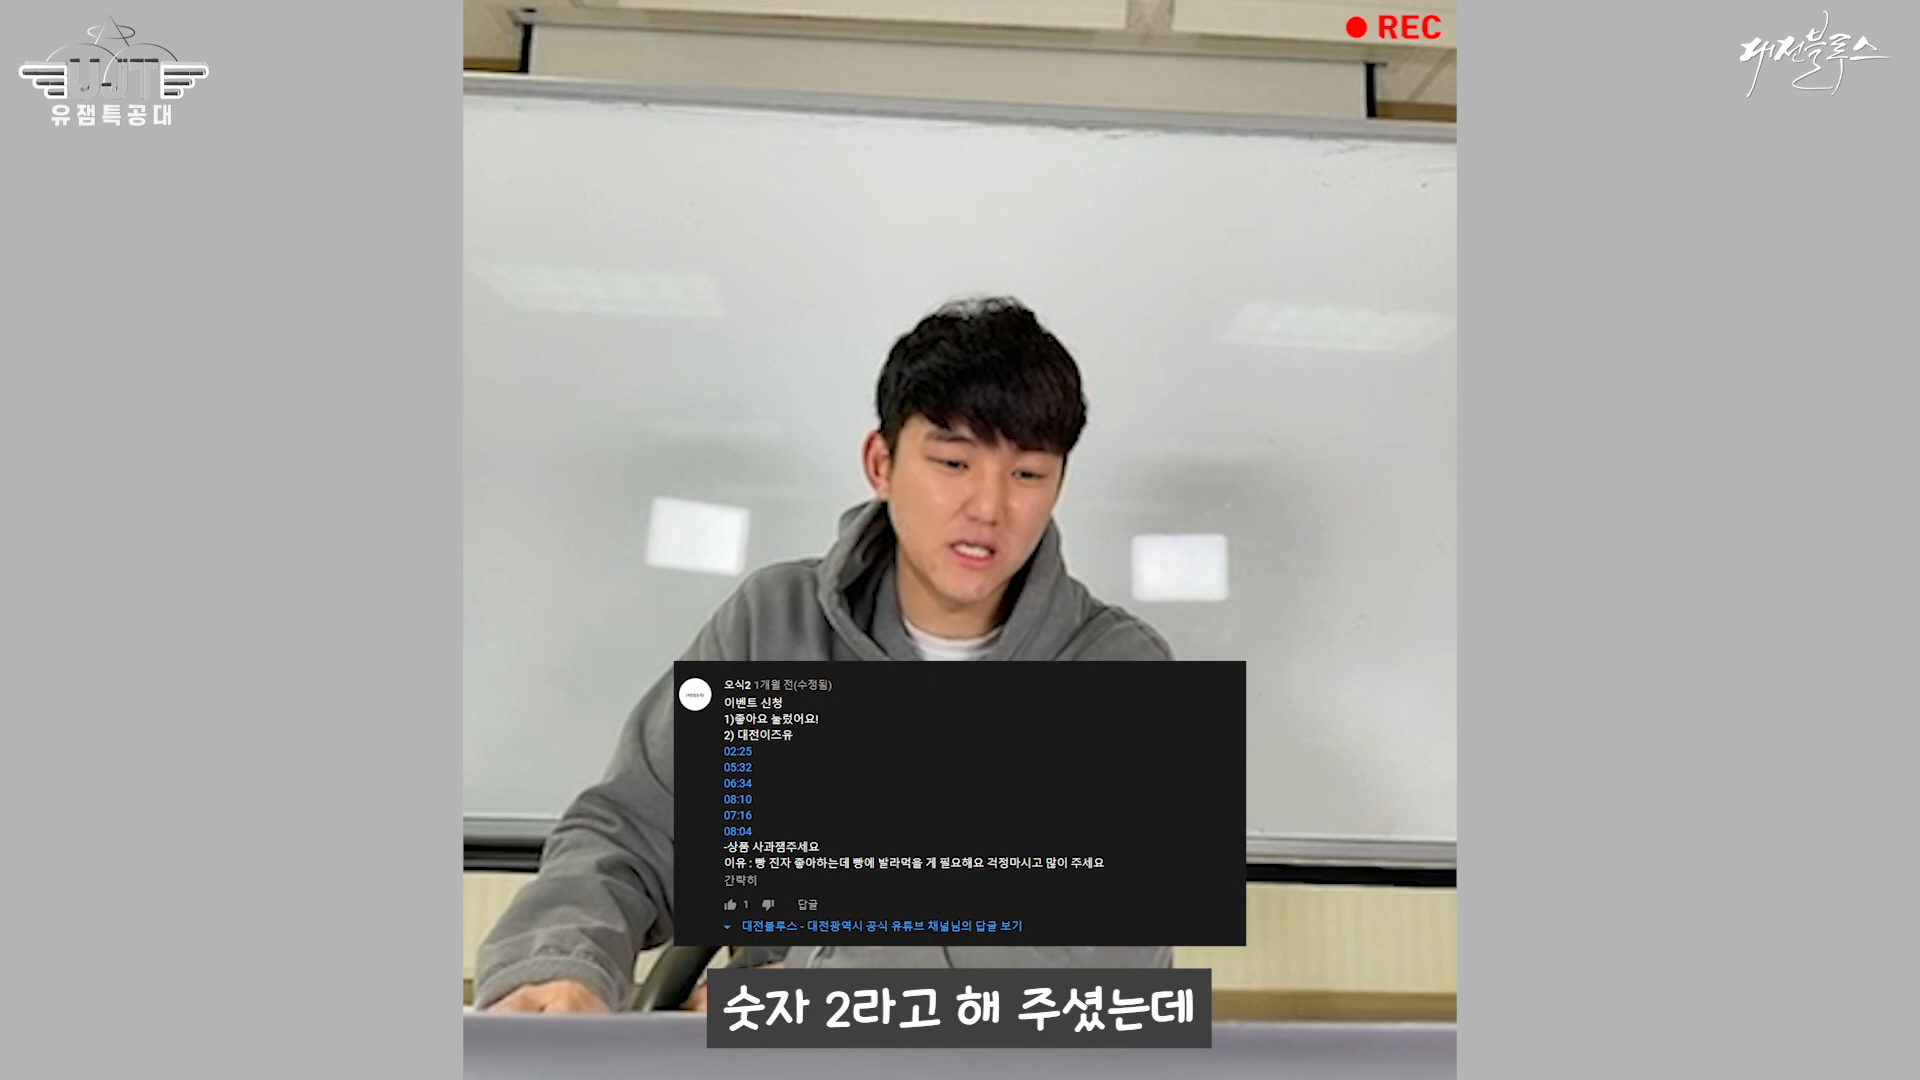 UJT
유잼특공대
REC
대전블루스
오식2 1개월 전(수정됨)
이벤트 신청
1)좋아요 눌렀어요!
2) 대전이즈유
02:25
05:32
06:34
08:10
07:16
08:04
-상품 사과잼주세요
이유 : 빵 진자 좋아하는데 빵에 발라먹을 게 필요해요 걱정마시고 많이 주세요
간략히
1 답글
대전블루스 - 대전광역시 공식 유튜브 채널님의 답글 보기
숫자 2라고 해 주셨는데